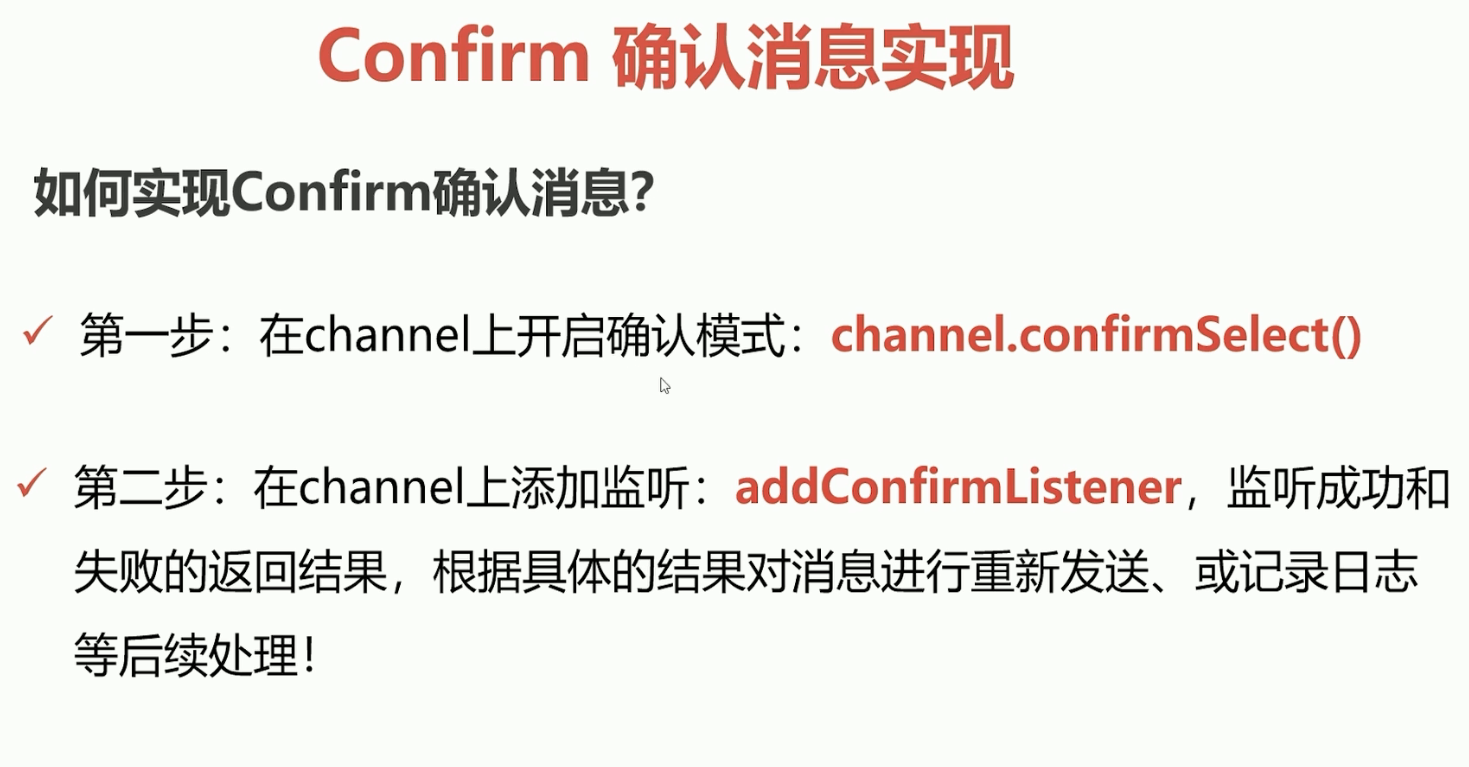 Confirm 确认消息实现
如何实现Confirm确认消息？
✓ 第一步：在channel上开启确认模式：channel.confirmSelect()
✓ 第二步：在channel上添加监听：addConfirmListener，监听成功和
失败的返回结果，根据具体的结果对消息进行重新发送、或记录日志
等后续处理！